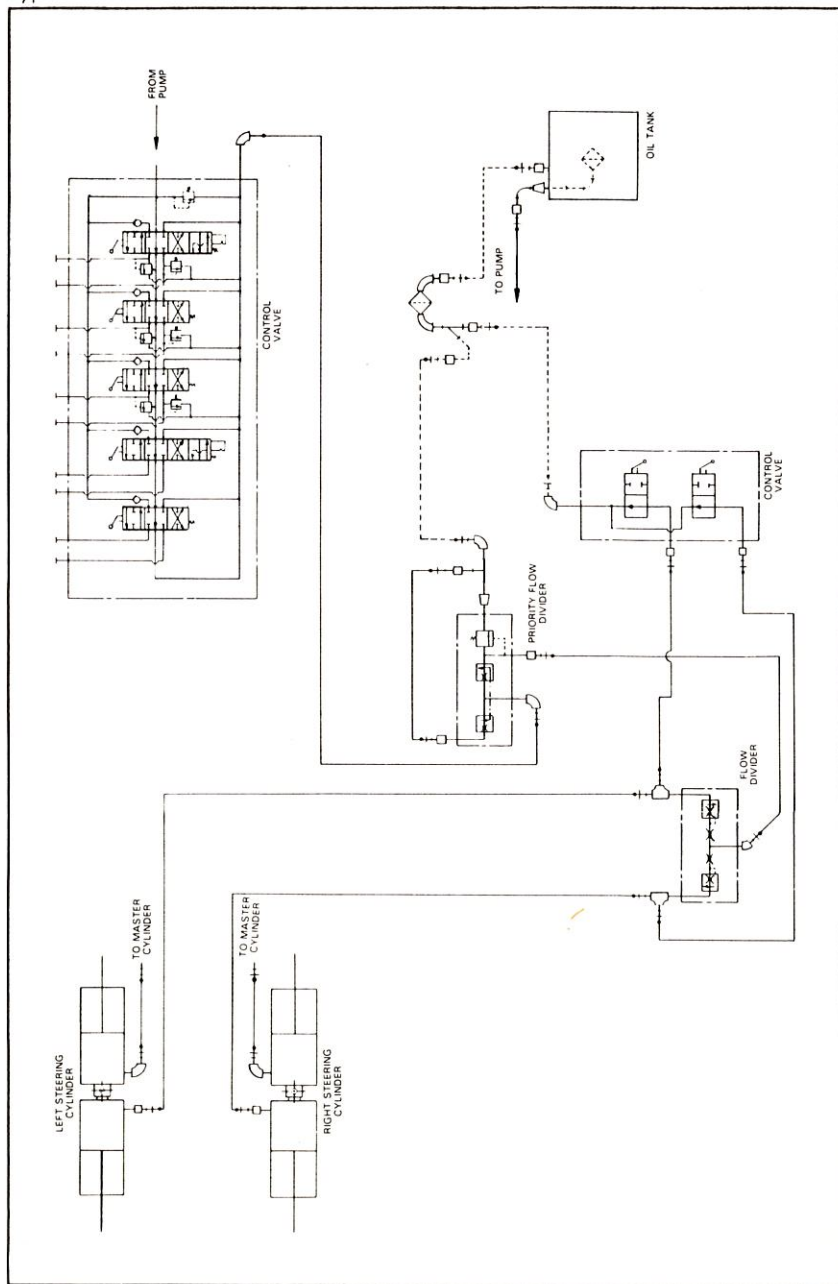 FROM
PUMP
CONTROL
VALVE
OIL TANK
TO PUMP
CONTROL
VALVE
PRIORITY FLOW
DIVIDER
FLOW
DIVIDER
TO MASTER
CYLINDER
LEFT STEERING
CYLINDER
TO MASTER
CYLINDER
RIGHT STEERING
CYLINDER